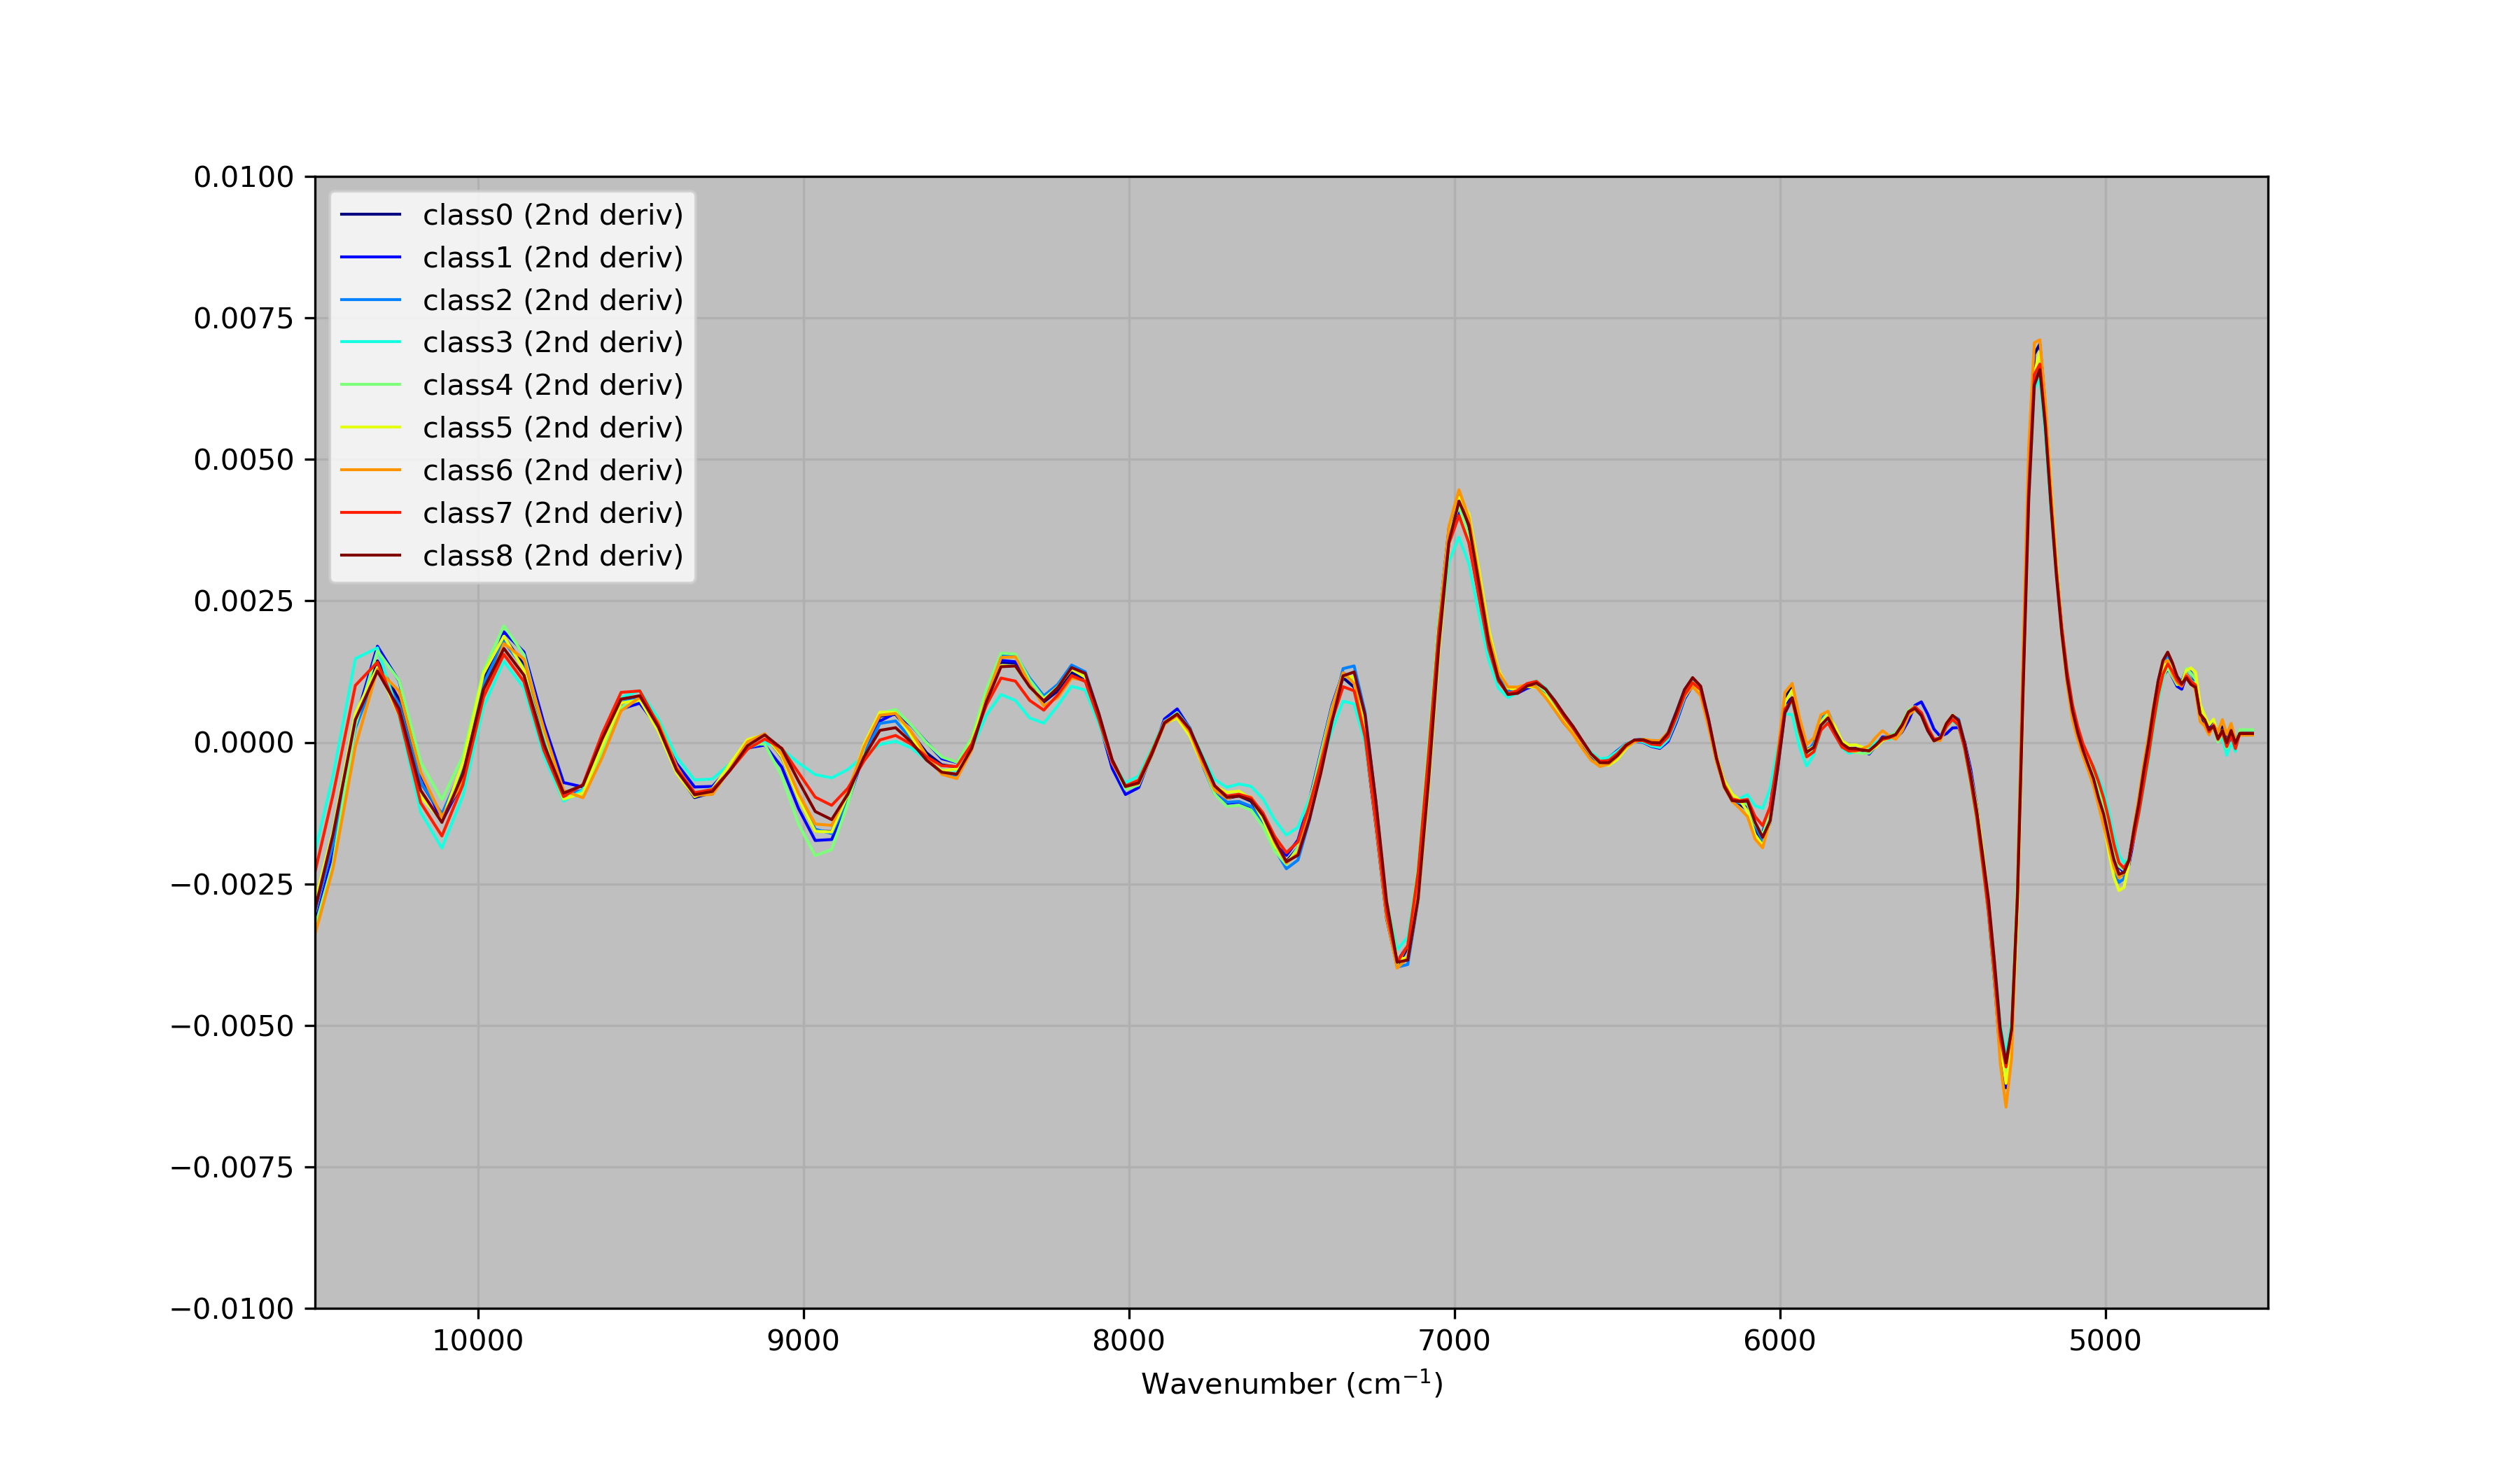 0.0100
0.0075
0.0050
0.0025
0.0000
−0.0025
−0.0050
−0.0075
−0.0100
class0 (2nd deriv)
class1 (2nd deriv)
class2 (2nd deriv)
class3 (2nd deriv)
class4 (2nd deriv)
class5 (2nd deriv)
class6 (2nd deriv)
class7 (2nd deriv)
class8 (2nd deriv)
10000 9000 8000 7000 6000 5000
Wavenumber (cm⁻¹)